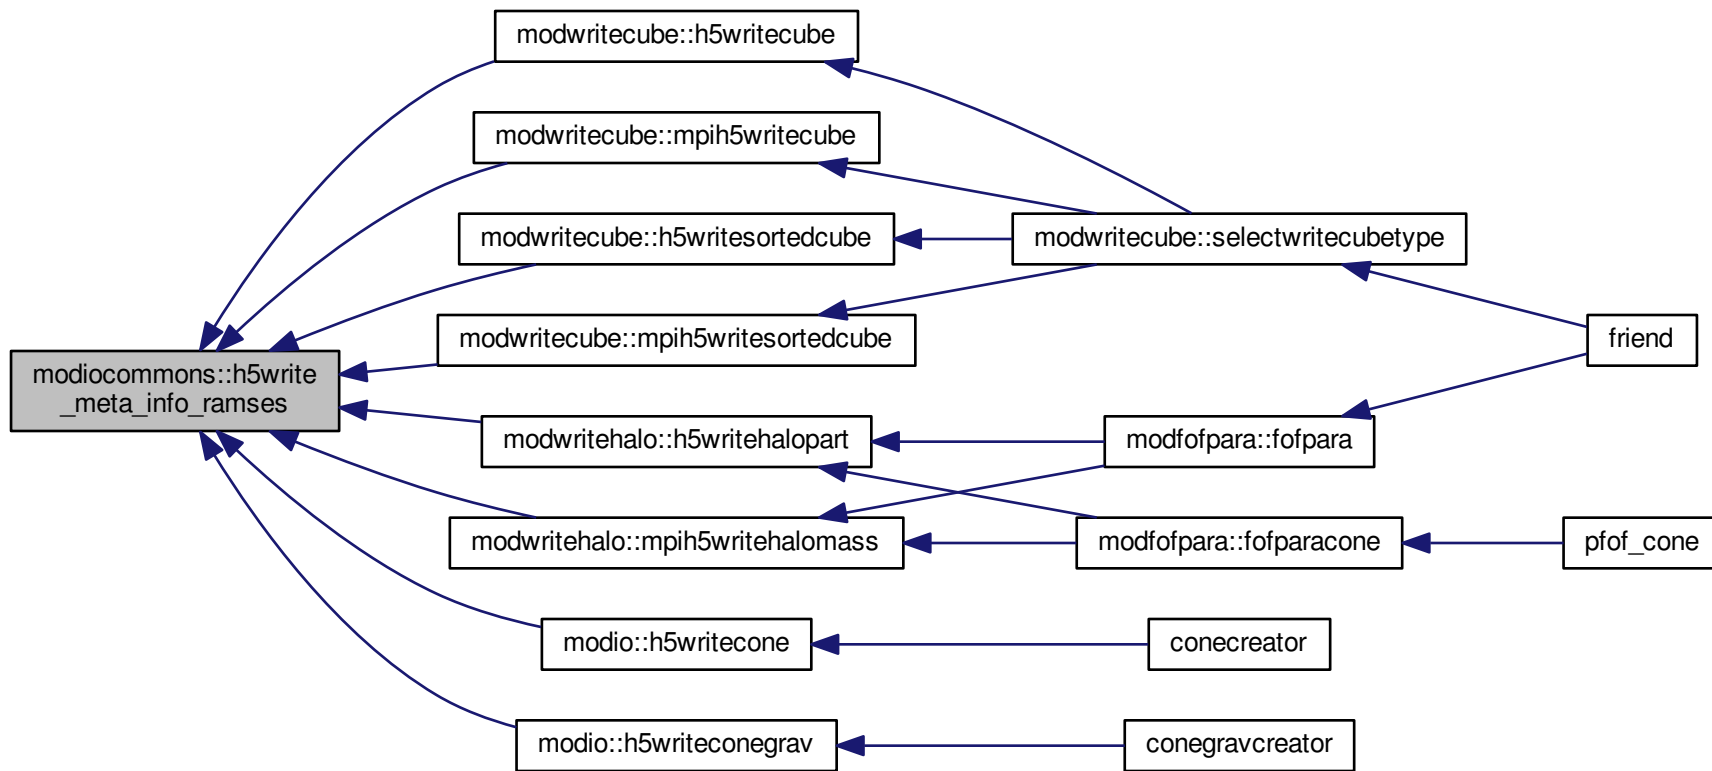 modwritecube::h5writecube
modwritecube::mpih5writecube
modwritecube::h5writesortedcube
modwritecube::selectwritecubetype
modwritecube::mpih5writesortedcube
friend
modiocommons::h5write
_meta_info_ramses
modwritehalo::h5writehalopart
modfofpara::fofpara
modwritehalo::mpih5writehalomass
modfofpara::fofparacone
pfof_cone
modio::h5writecone
conecreator
modio::h5writeconegrav
conegravcreator